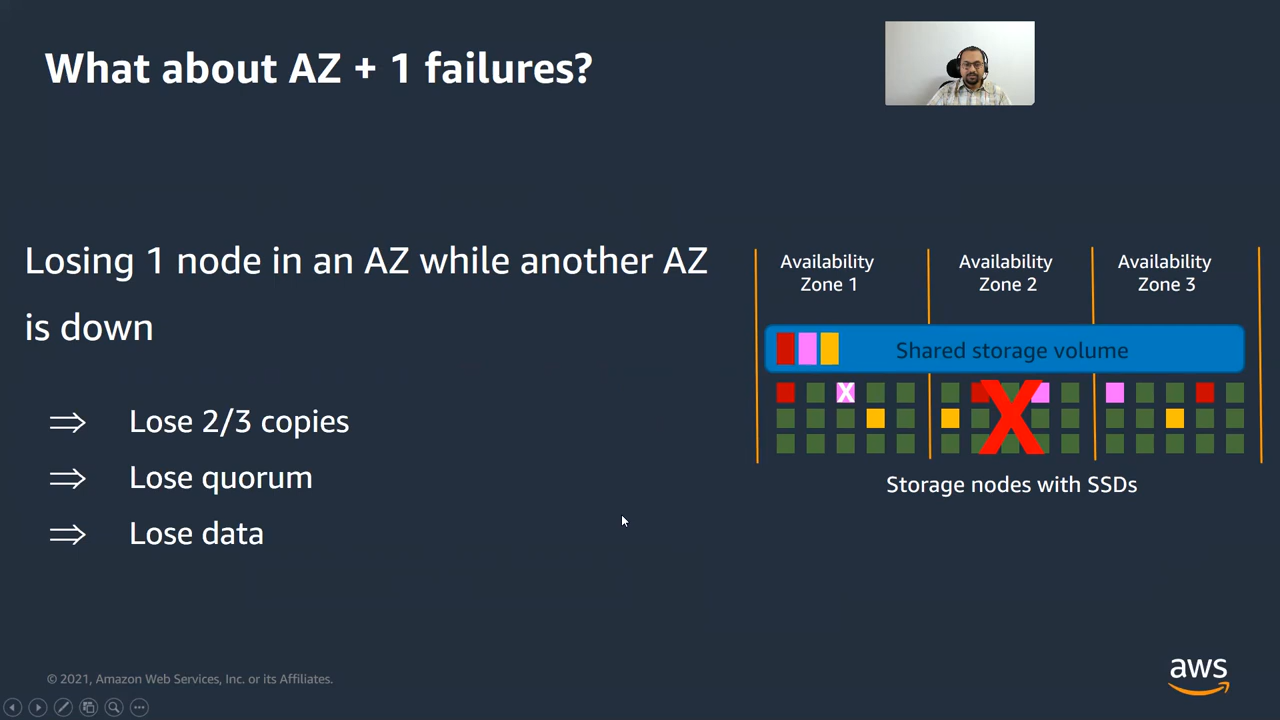 What about AZ + 1 failures?
Losing 1 node in an AZ while another AZ
is down
⇒ Lose 2/3 copies
⇒ Lose quorum
⇒ Lose data
Availability
Zone 1
Availability
Zone 2
Availability
Zone 3
Shared storage volume
X
X
Storage nodes with SSDs
© 2021, Amazon Web Services, Inc. or its Affiliates.
aws